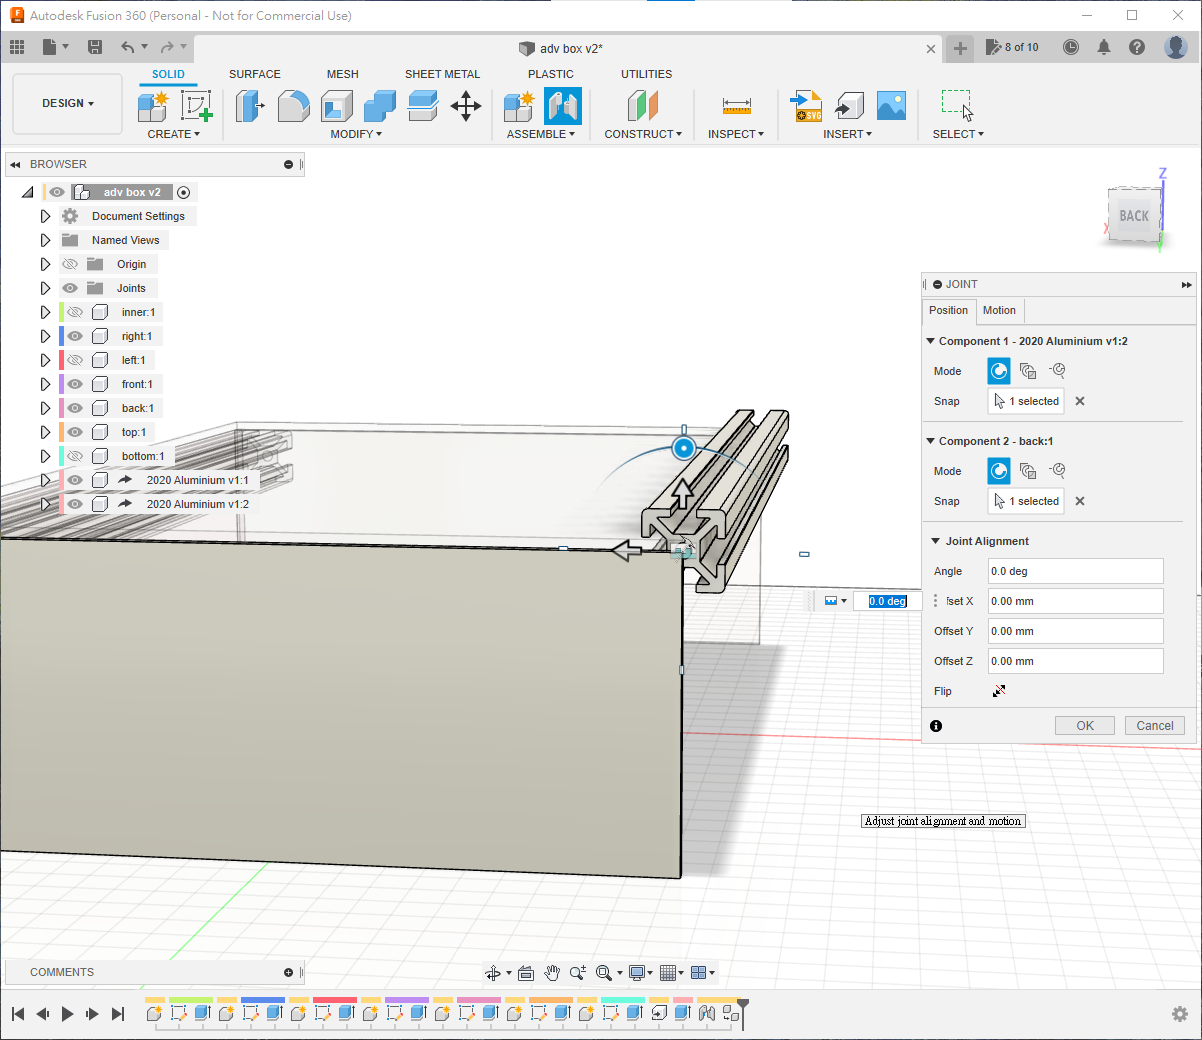 Autodesk Fusion 360 (Personal - Not for Commercial Use)
adv box v2*
8 of 10
DESIGN
SOLID
SURFACE
MESH
SHEET METAL
PLASTIC
UTILITIES
CREATE
MODIFY
ASSEMBLE
CONSTRUCT
INSPECT
INSERT
SELECT
SVG
BROWSER
adv box v2
Document Settings
Named Views
Origin
Joints
inner:1
right:1
left:1
front:1
back:1
top:1
bottom:1
2020 Aluminium v1:1
2020 Aluminium v1:2
Z
BACK
X
Y
0.0 deg
JOINT
Position
Motion
Component 1 - 2020 Aluminium v1:2
Mode
Snap
1 selected
Component 2 - back:1
Mode
Snap
1 selected
Joint Alignment
Angle
0.0 deg
fset X
0.00 mm
Offset Y
0.00 mm
Offset Z
0.00 mm
Flip
OK
Cancel
Adjust joint alignment and motion
COMMENTS